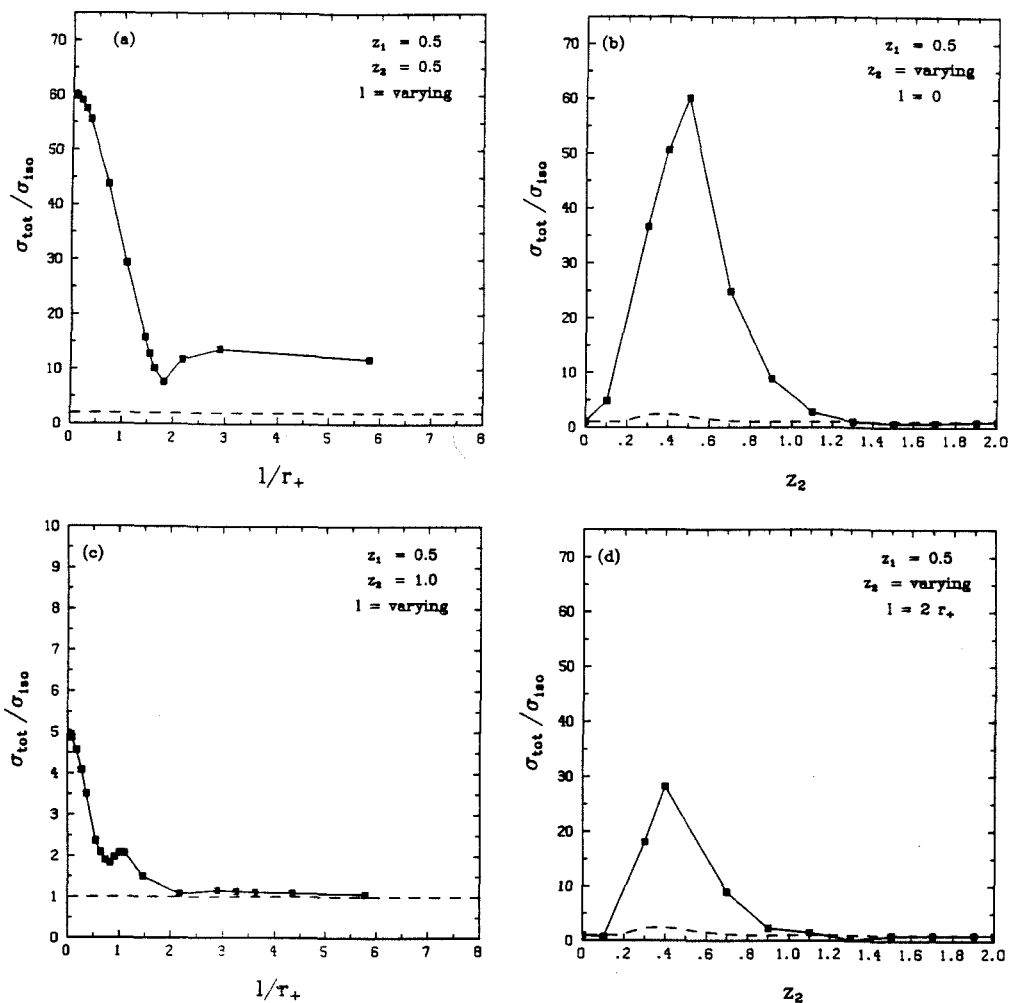 (a)
z₁ = 0.5
z₂ = 0.5
l = varying
σtot/σiso
70
60
50
40
30
20
10
0
0 1 2 3 4 5 6 7 8
l/r₊
(b)
z₁ = 0.5
z₂ = varying
l = 0
σtot/σiso
70
60
50
40
30
20
10
0
0 .2 .4 .6 .8 1.0 1.2 1.4 1.6 1.8 2.0
z₂
(c)
z₁ = 0.5
z₂ = 1.0
l = varying
σtot/σiso
10
9
8
7
6
5
4
3
2
1
0
0 1 2 3 4 5 6 7 8
l/r₊
(d)
z₁ = 0.5
z₂ = varying
l = 2 r₊
σtot/σiso
70
60
50
40
30
20
10
0
0 .2 .4 .6 .8 1.0 1.2 1.4 1.6 1.8 2.0
z₂